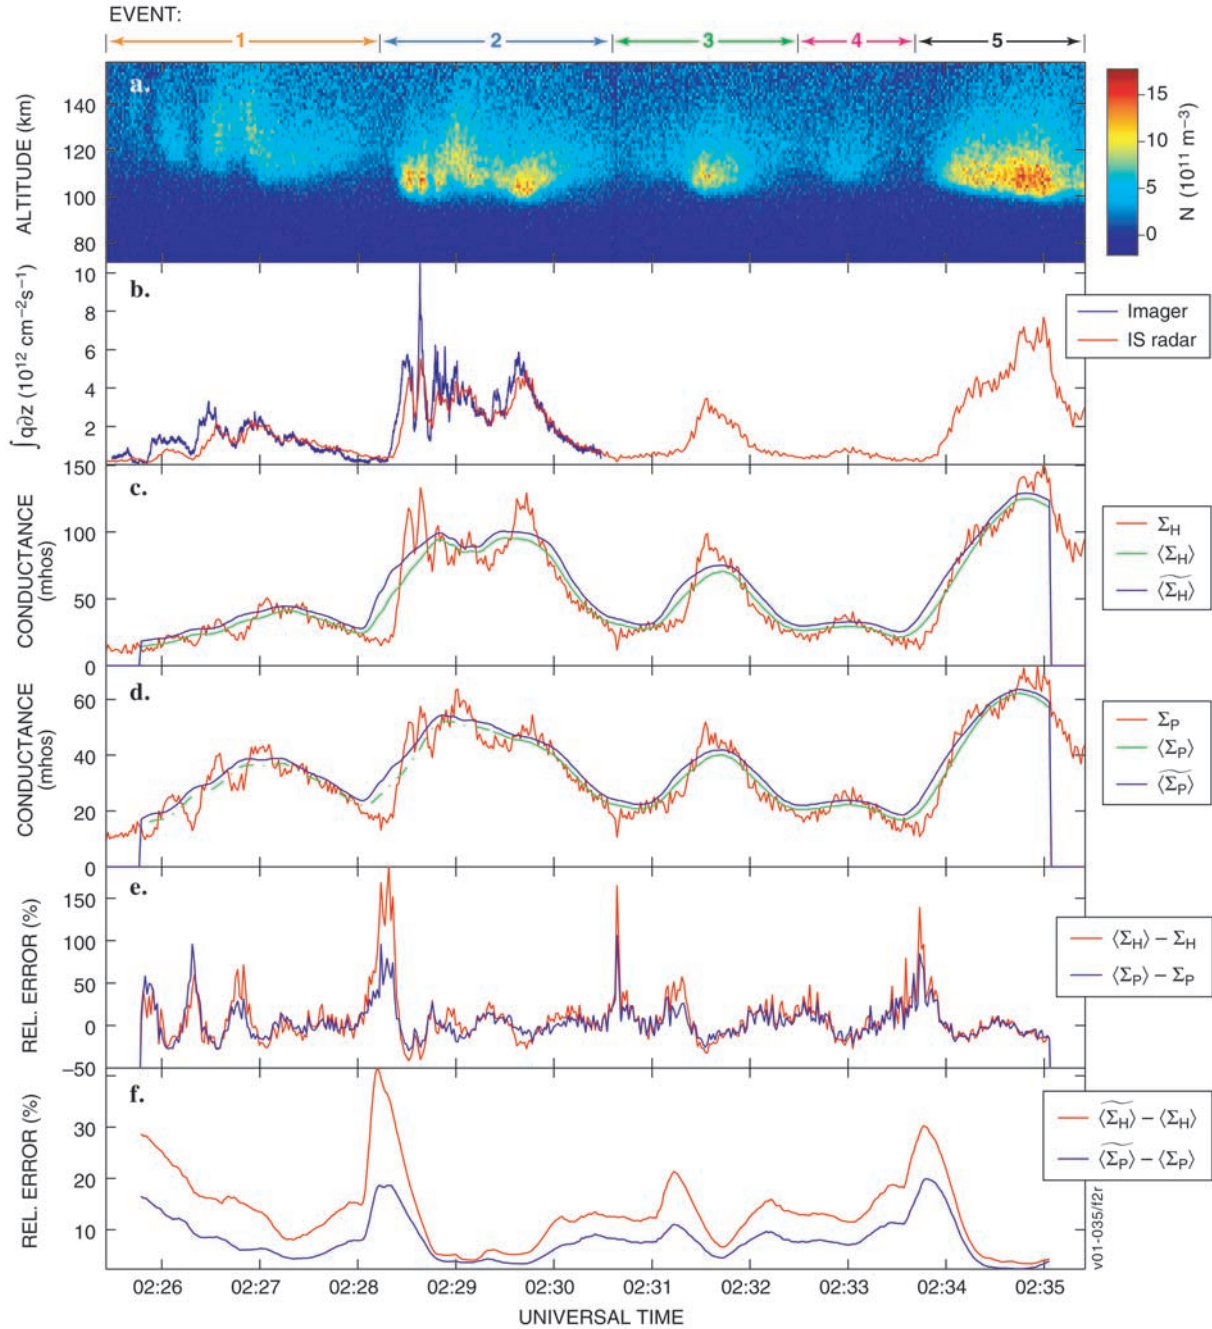 EVENT:
1 2 3 4 5
a.
ALTITUDE (km)
140
120
100
80
15
10
5
0
N (10¹¹ m⁻³)
b.
∫q∂z (10¹² cm⁻²s⁻¹)
10
8
6
4
2
Imager
IS radar
c.
CONDUCTANCE
(mhos)
150
100
50
0
Σ_H
⟨Σ_H⟩
⟨Σ_H⟩~
d.
CONDUCTANCE
(mhos)
60
40
20
0
Σ_P
⟨Σ_P⟩
⟨Σ_P⟩~
e.
REL. ERROR (%)
150
100
50
0
–50
⟨Σ_H⟩ – Σ_H
⟨Σ_P⟩ – Σ_P
f.
REL. ERROR (%)
30
20
10
⟨Σ_H⟩~ – ⟨Σ_H⟩
⟨Σ_P⟩~ – ⟨Σ_P⟩
v01-035/f2r
02:26 02:27 02:28 02:29 02:30 02:31 02:32 02:33 02:34 02:35
UNIVERSAL TIME